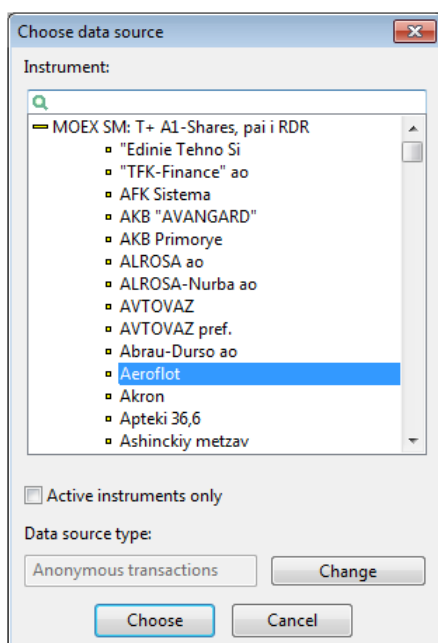 Choose data source
Instrument:
MOEX SM: T+ A1-Shares, pai i RDR
"Edinie Tehno Si
"TFK-Finance" ao
AFK Sistema
AKB "AVANGARD"
AKB Primorye
ALROSA ao
ALROSA-Nurba ao
AVTOVAZ
AVTOVAZ pref.
Abrau-Durso ao
Aeroflot
Akron
Apteki 36,6
Ashinckiy metzav
Active instruments only
Data source type:
Anonymous transactions
Change
Choose
Cancel